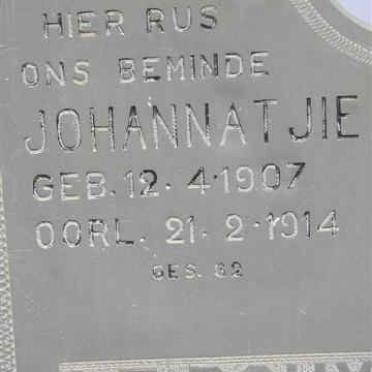 HIER RUS
ONS BEMINDE
JOHANNATJIE
GEB. 12. 4. 1907
OORL. 21. 2. 1914
GES. 82